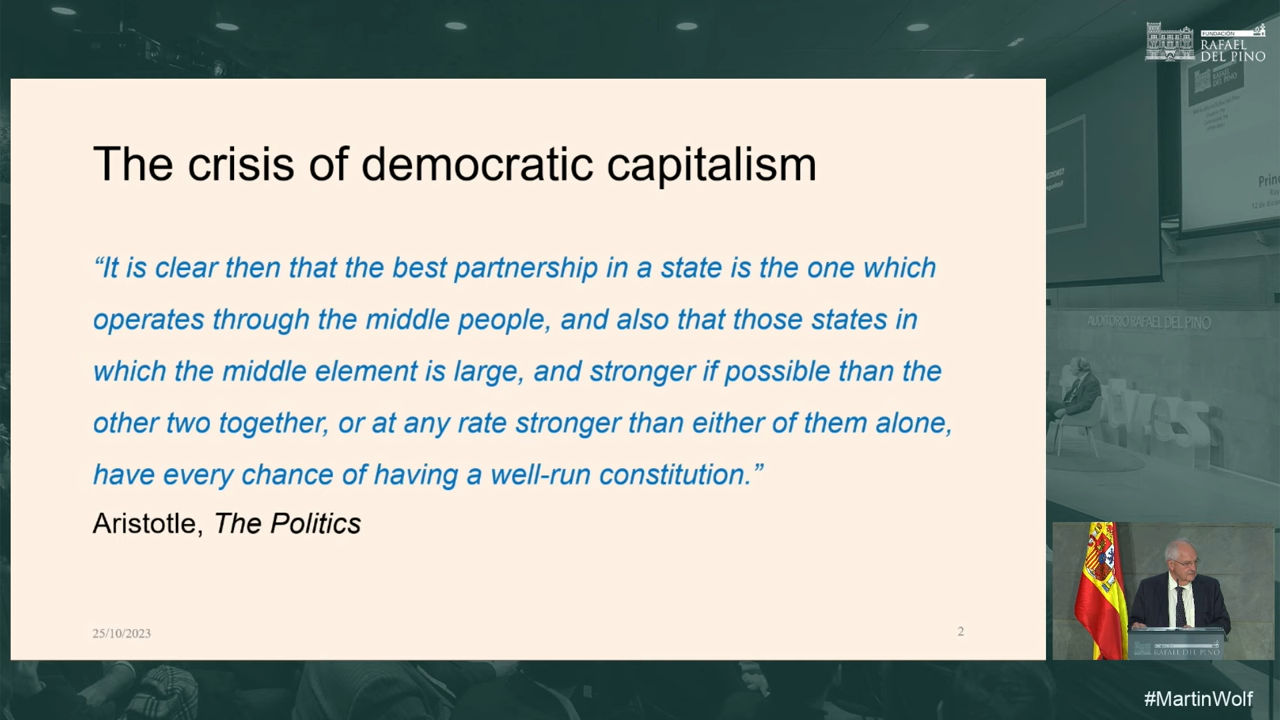 FUNDACIÓN
RAFAEL
DEL PINO
The crisis of democratic capitalism
“It is clear then that the best partnership in a state is the one which
operates through the middle people, and also that those states in
which the middle element is large, and stronger if possible than the
other two together, or at any rate stronger than either of them alone,
have every chance of having a well-run constitution.”
Aristotle, The Politics
25/10/2023
2
AUDITORIO RAFAEL DEL PINO
RAFAEL DEL PINO
#MartinWolf